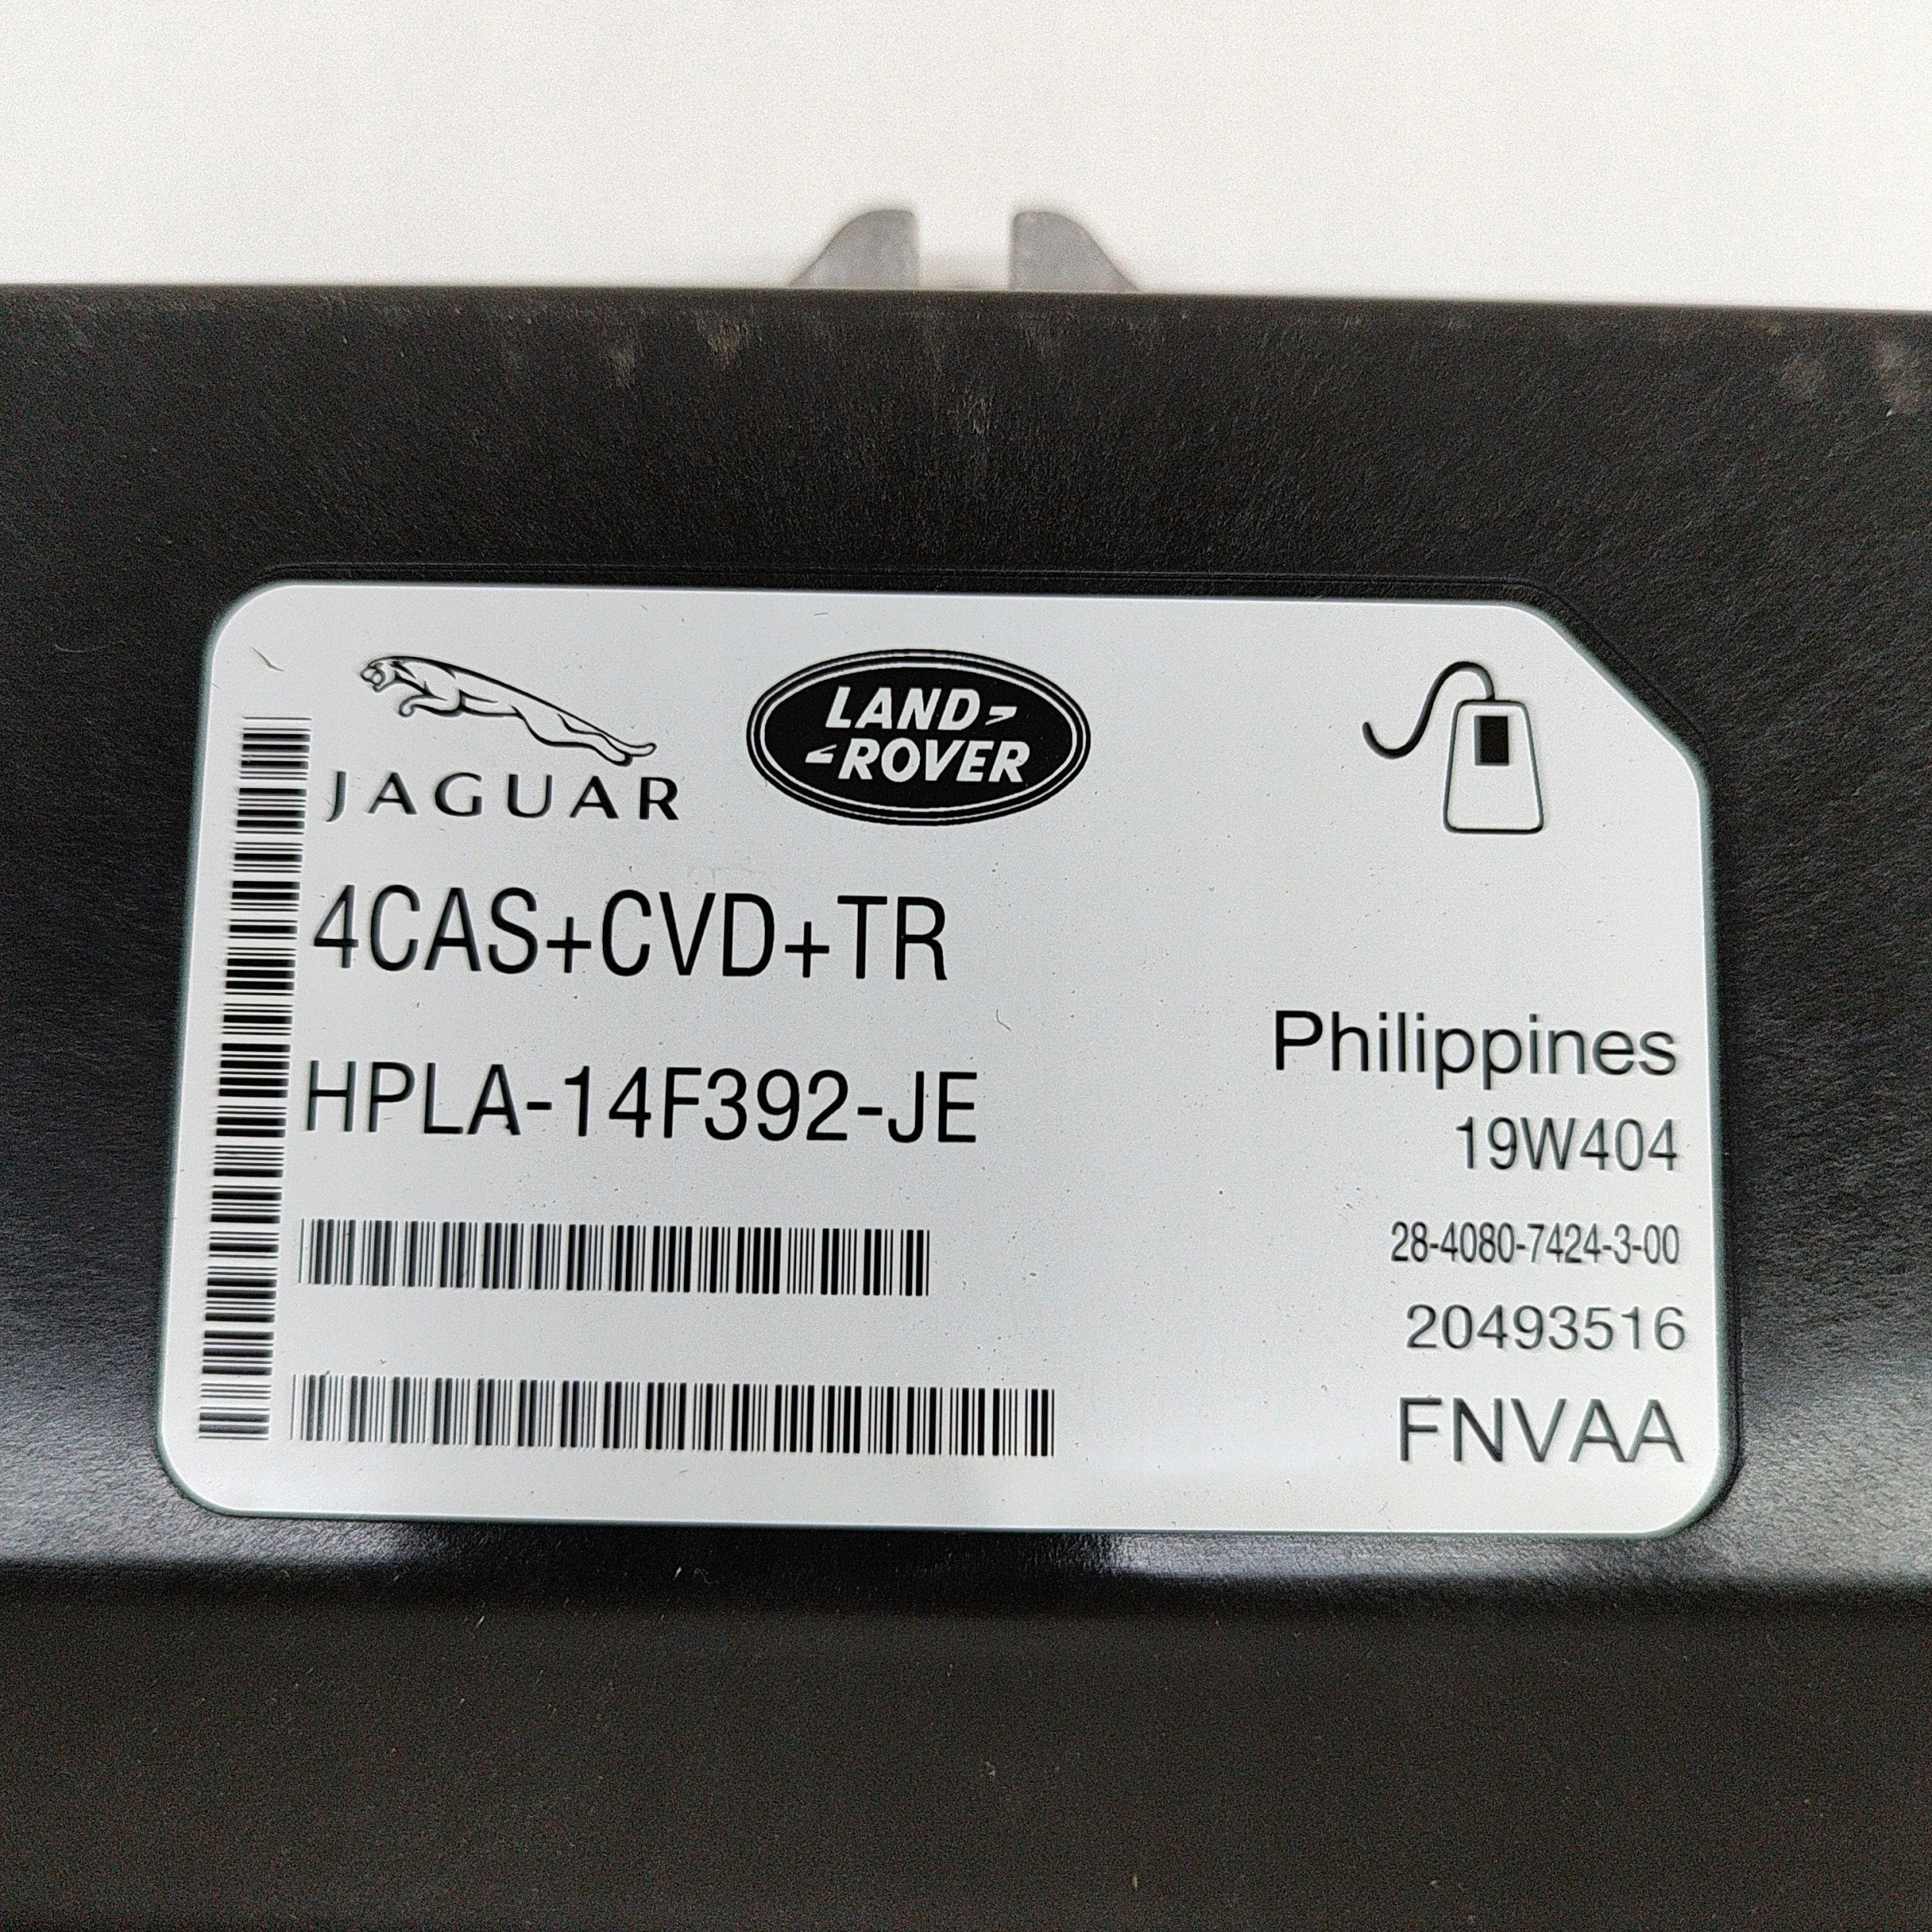 JAGUAR
LAND ROVER
4CAS+CVD+TR
HPLA-14F392-JE
Philippines
19W404
28-4080-7424-3-00
20493516
FNVAA